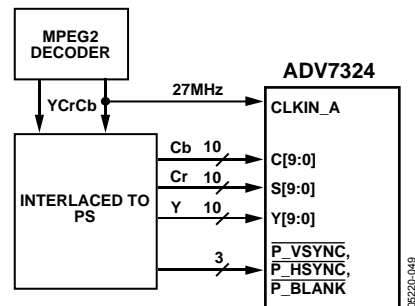 MPEG2
DECODER
YCrCb
27MHz
ADV7324
CLKIN_A
INTERLACED TO
PS
Cb 10
C[9:0]
Cr 10
S[9:0]
Y 10
Y[9:0]
3
P_VSYNC,
P_HSYNC,
P_BLANK
05220-049